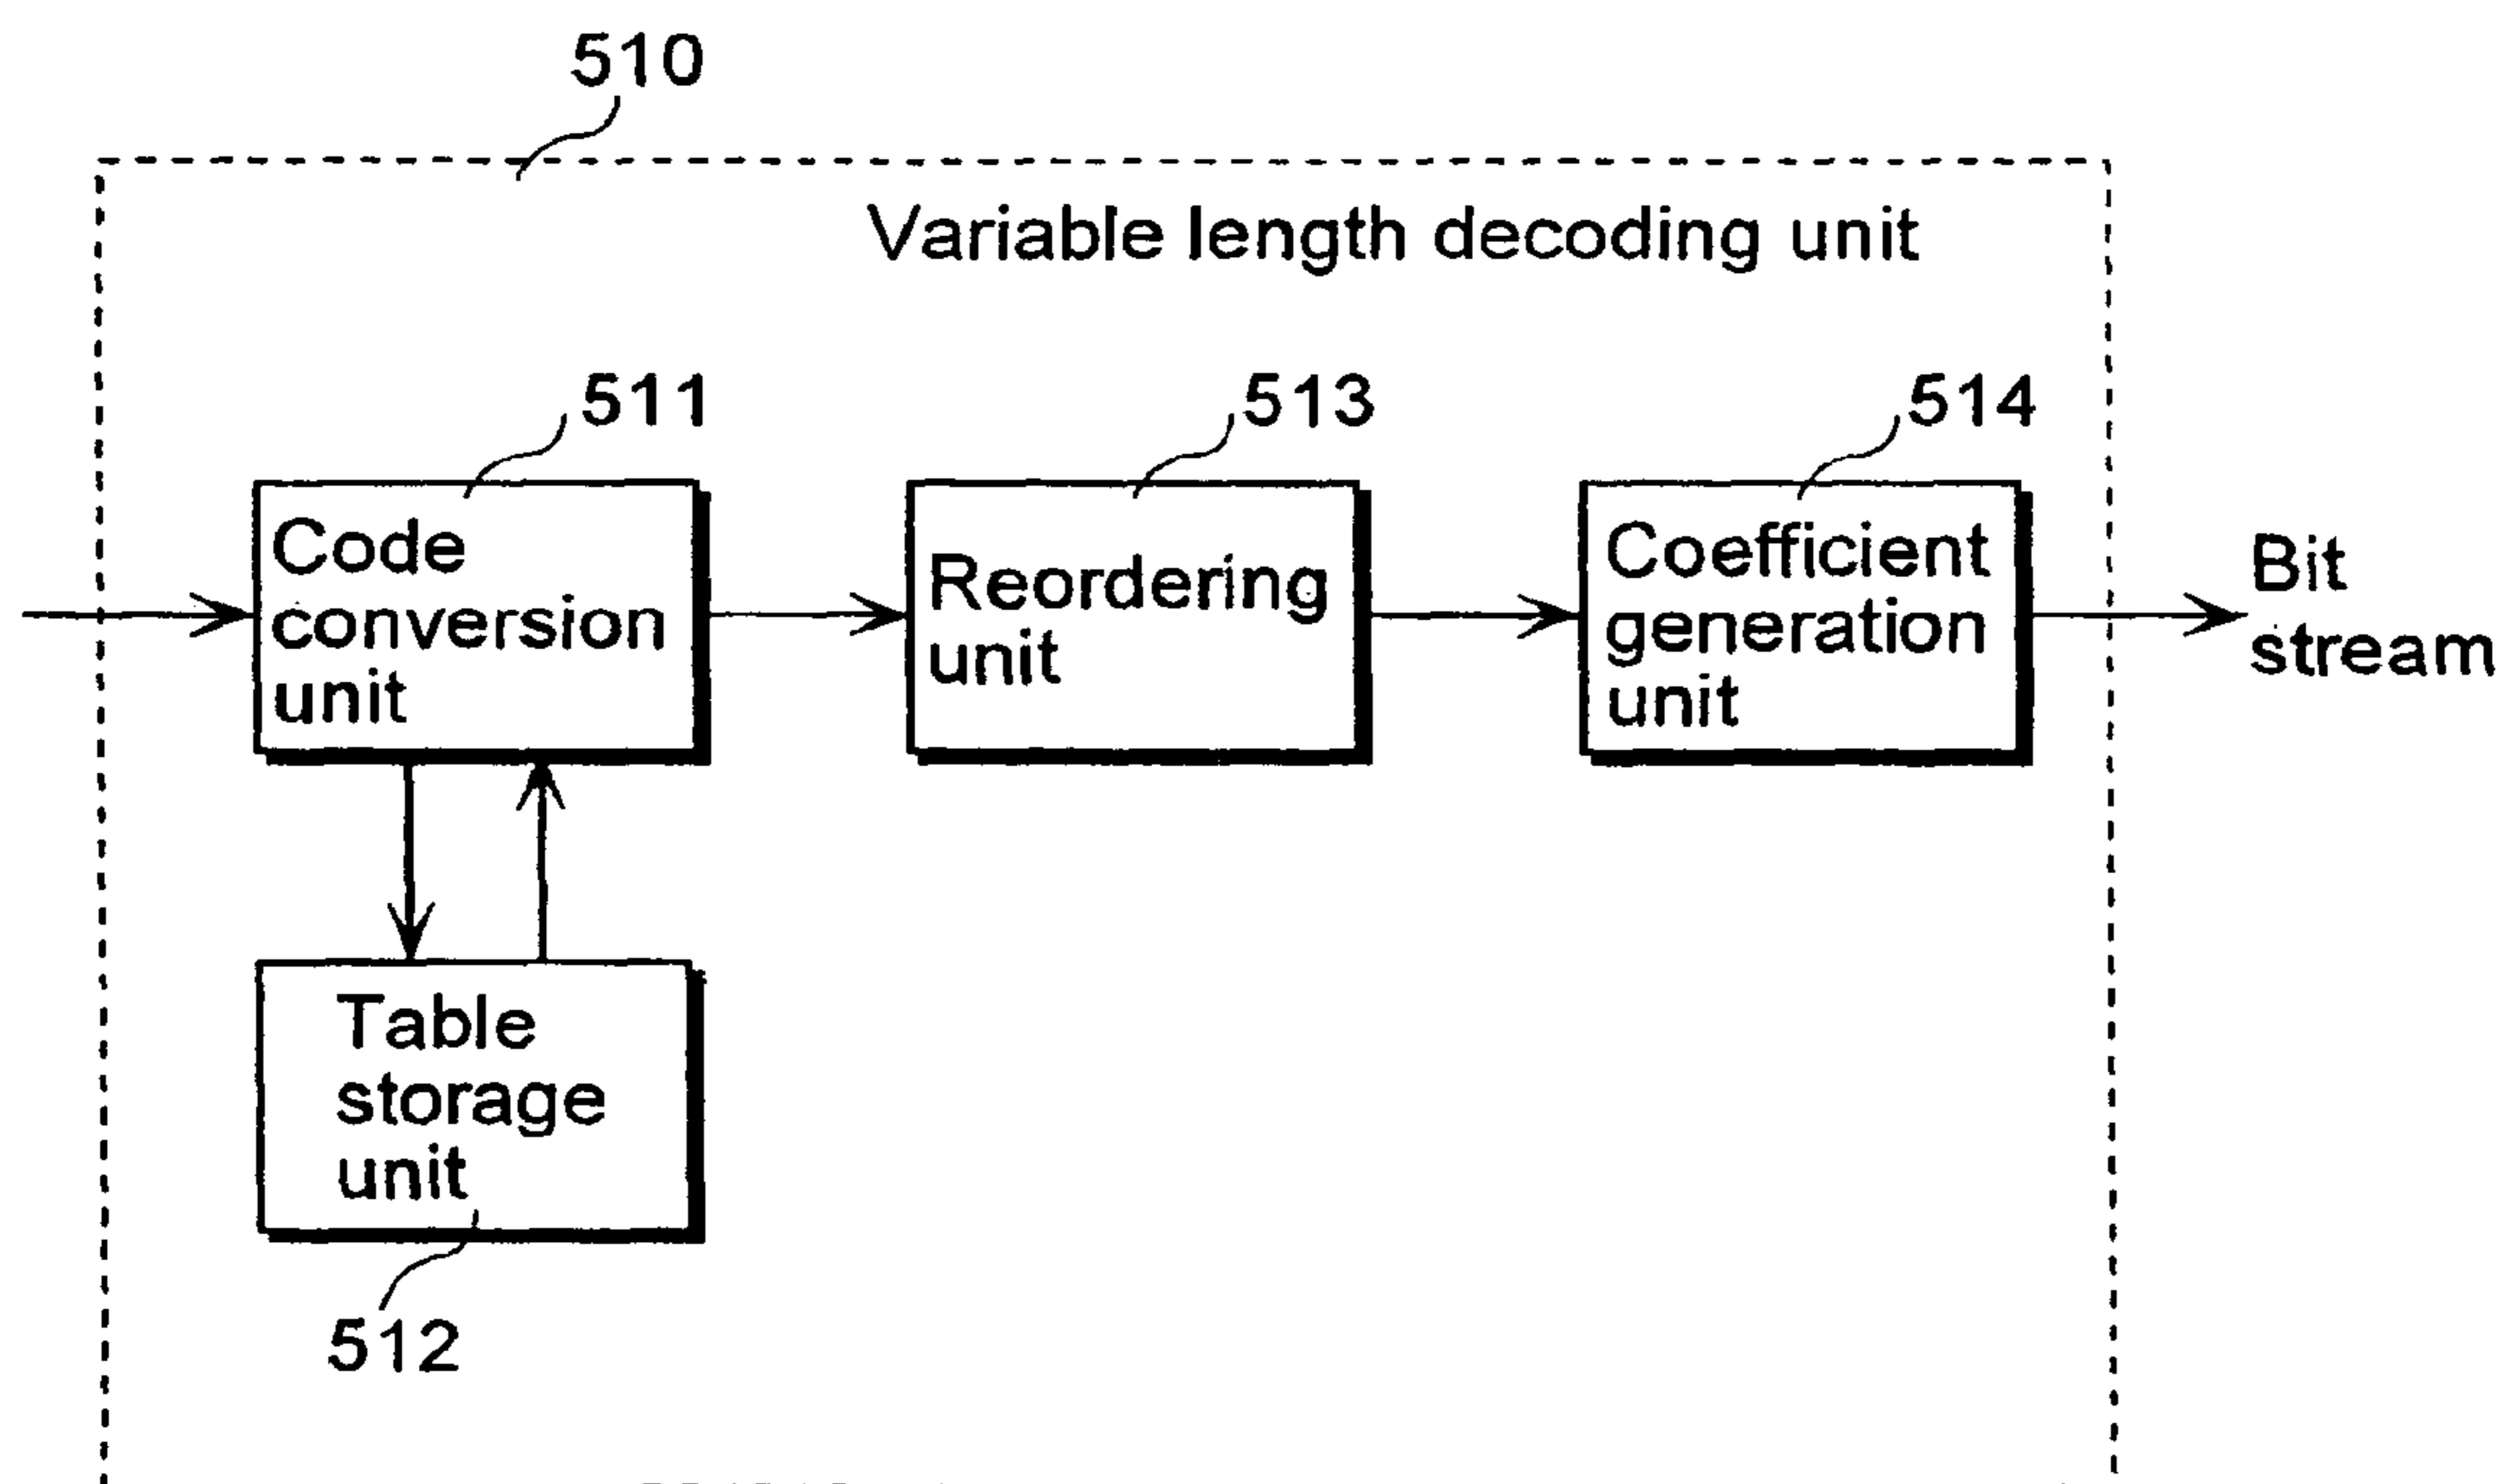 510
Variable length decoding unit
511
513
514
Code
conversion
unit
Reordering
unit
Coefficient
generation
unit
Bit
stream
Table
storage
unit
512